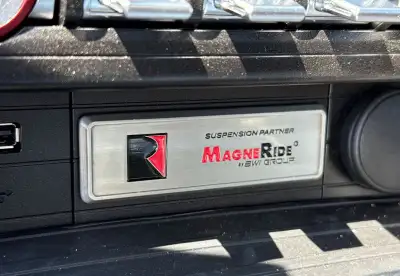 SUSPENSION PARTNER
MAGNERIDE
BY BWI GROUP